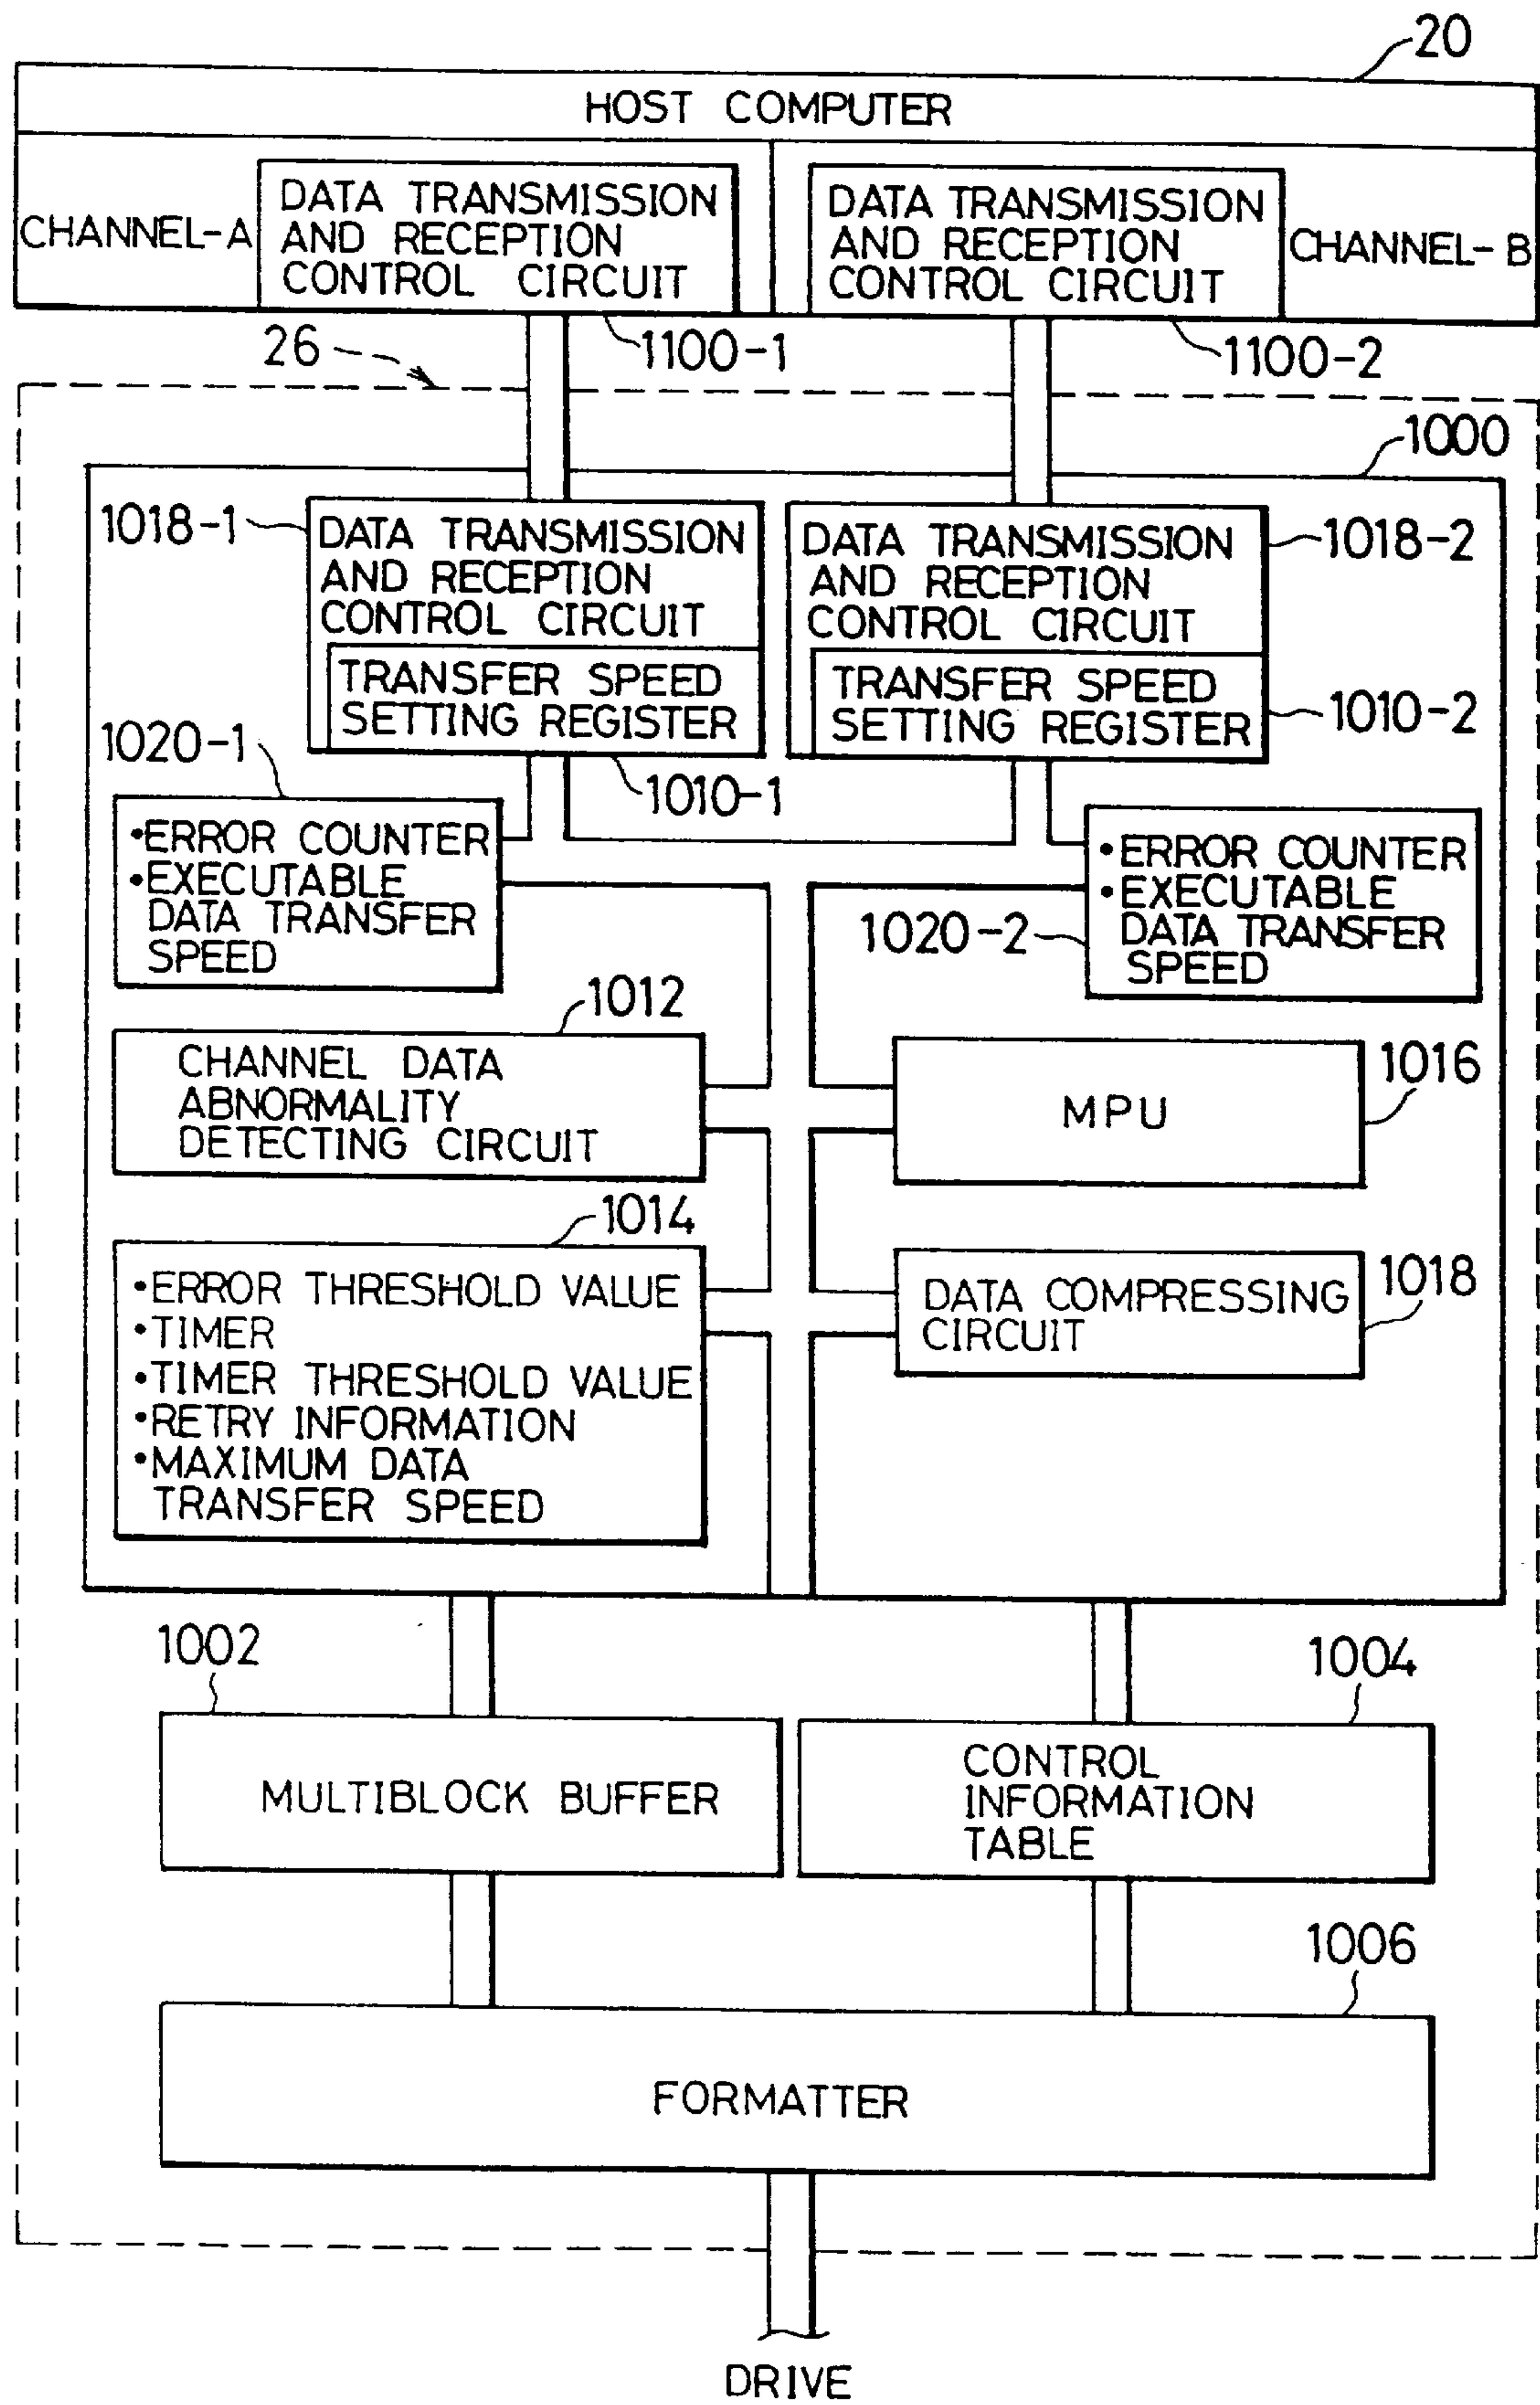 20
HOST COMPUTER
CHANNEL-A
DATA TRANSMISSION
AND RECEPTION
CONTROL CIRCUIT
DATA TRANSMISSION
AND RECEPTION
CONTROL CIRCUIT
CHANNEL-B
26
1100-1
1100-2
1000
1018-1
DATA TRANSMISSION
AND RECEPTION
CONTROL CIRCUIT
TRANSFER SPEED
SETTING REGISTER
DATA TRANSMISSION
AND RECEPTION
CONTROL CIRCUIT
TRANSFER SPEED
SETTING REGISTER
1018-2
1010-2
1020-1
1010-1
•ERROR COUNTER
•EXECUTABLE
DATA TRANSFER
SPEED
•ERROR COUNTER
•EXECUTABLE
DATA TRANSFER
SPEED
1020-2
1012
CHANNEL DATA
ABNORMALITY
DETECTING CIRCUIT
MPU
1016
1014
•ERROR THRESHOLD VALUE
•TIMER
•TIMER THRESHOLD VALUE
•RETRY INFORMATION
•MAXIMUM DATA
TRANSFER SPEED
DATA COMPRESSING
CIRCUIT
1018
1002
1004
MULTIBLOCK BUFFER
CONTROL
INFORMATION
TABLE
1006
FORMATTER
DRIVE